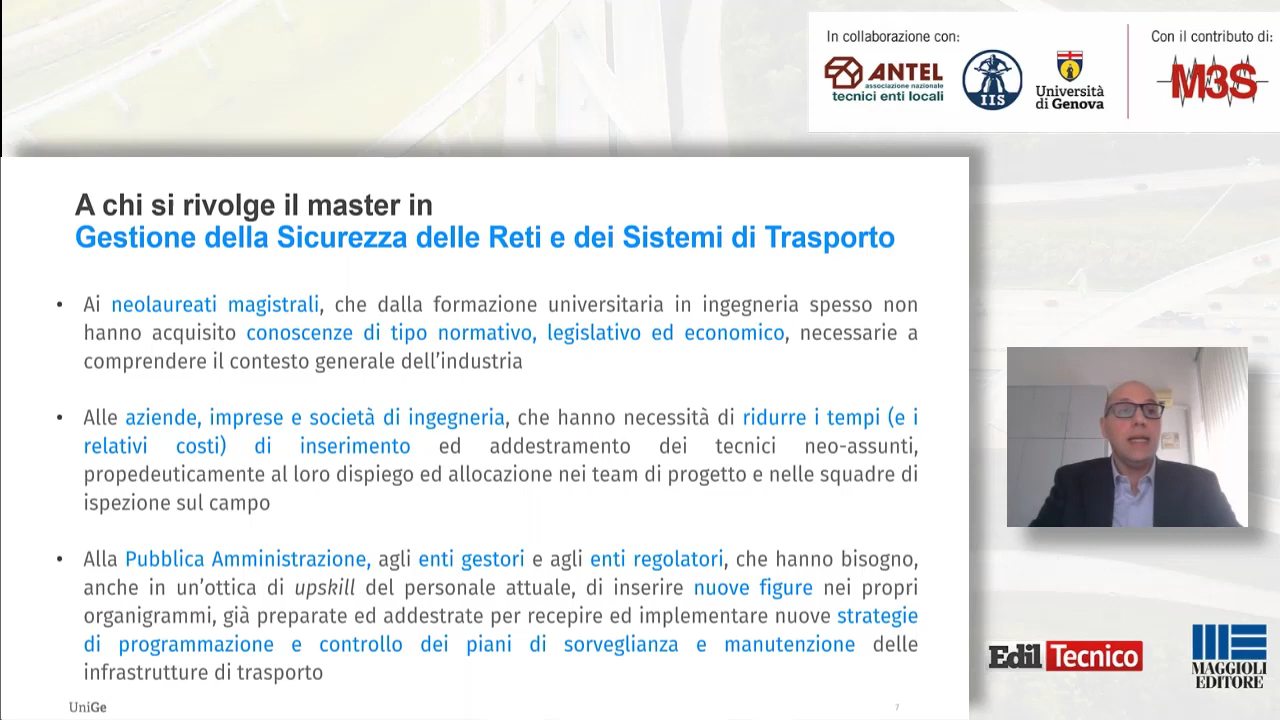 In collaborazione con:
Con il contributo di:
ANTEL
associazione nazionale
tecnici enti locali
IIS
Università
di Genova
M3S
A chi si rivolge il master in
Gestione della Sicurezza delle Reti e dei Sistemi di Trasporto
• Ai neolaureati magistrali, che dalla formazione universitaria in ingegneria spesso non
hanno acquisito conoscenze di tipo normativo, legislativo ed economico, necessarie a
comprendere il contesto generale dell’industria
• Alle aziende, imprese e società di ingegneria, che hanno necessità di ridurre i tempi (e i
relativi costi) di inserimento ed addestramento dei tecnici neo-assunti,
propedeuticamente al loro dispiego ed allocazione nei team di progetto e nelle squadre di
ispezione sul campo
• Alla Pubblica Amministrazione, agli enti gestori e agli enti regolatori, che hanno bisogno,
anche in un’ottica di upskill del personale attuale, di inserire nuove figure nei propri
organigrammi, già preparate ed addestrate per recepire ed implementare nuove strategie
di programmazione e controllo dei piani di sorveglianza e manutenzione delle
infrastrutture di trasporto
UniGe
7
Edil Tecnico
MAGGIOLI
EDITORE